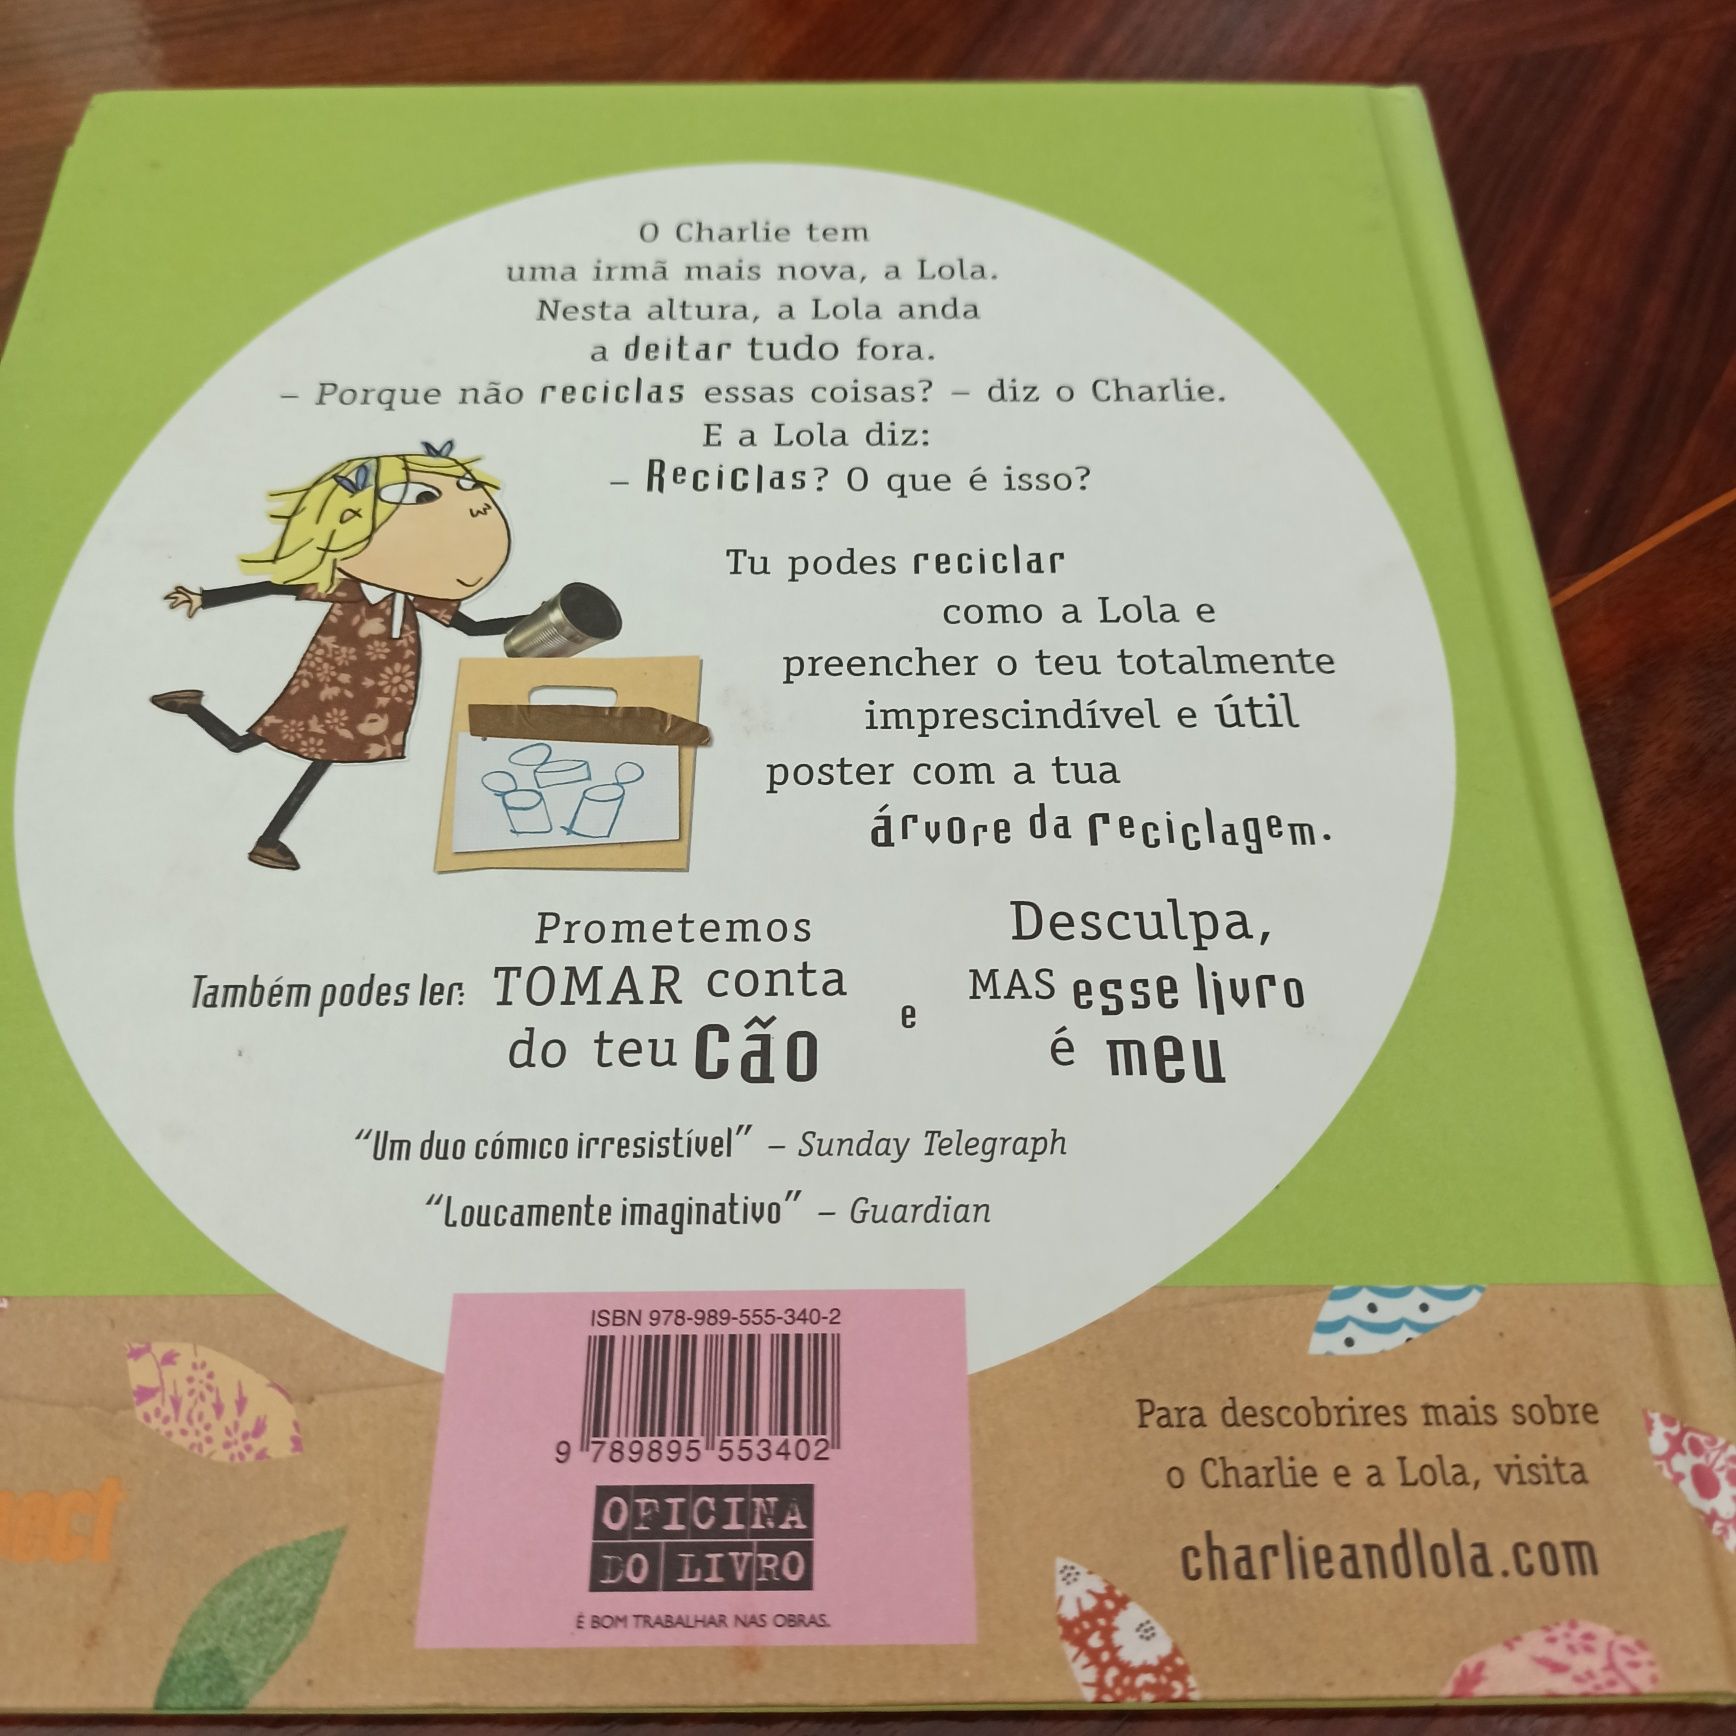 O Charlie tem
uma irmã mais nova, a Lola.
Nesta altura, a Lola anda
a deitar tudo fora.
– Porque não reciclas essas coisas? – diz o Charlie.
E a Lola diz:
– Reciclas? O que é isso?
Tu podes reciclar
como a Lola e
preencher o teu totalmente
imprescindível e útil
poster com a tua
árvore da reciclagem.
Também podes ler:
Prometemos
TOMAR conta
do teu cão
e
Desculpa,
MAS esse livro
é meu
“Um duo cómico irresistível” – Sunday Telegraph
“Loucamente imaginativo” – Guardian
ISBN 978-989-555-340-2
9 789895 553402
OFICINA
DO LIVRO
É BOM TRABALHAR NAS OBRAS.
Para descobrires mais sobre
o Charlie e a Lola, visita
charlieandlola.com